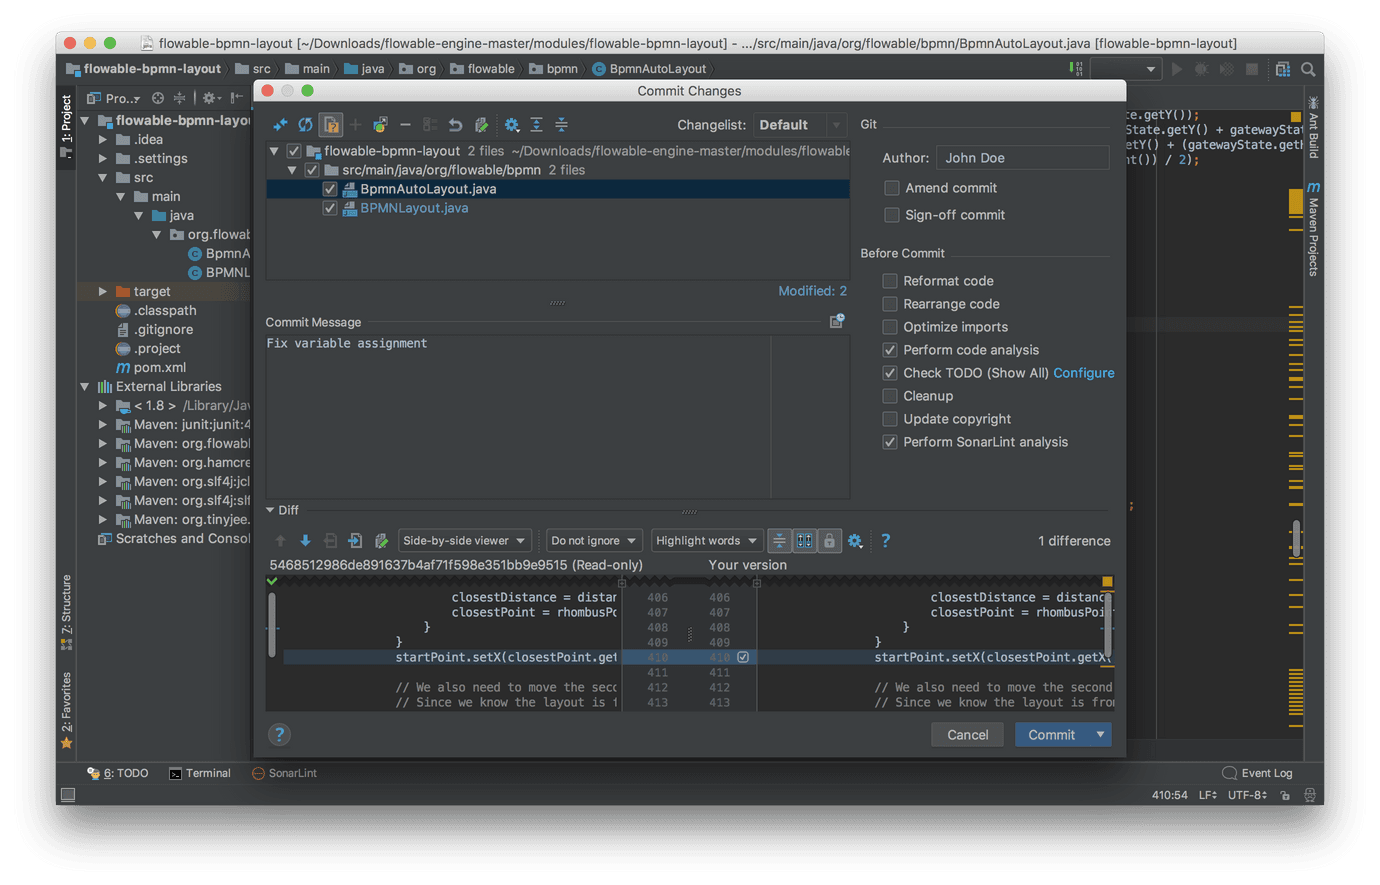 flowable-bpmn-layout [~/Downloads/flowable-engine-master/modules/flowable-bpmn-layout] - .../src/main/java/org/flowable/bpmn/BpmnAutoLayout.java [flowable-bpmn-layout]
flowable-bpmn-layout src main java org flowable bpmn BpmnAutoLayout
Commit Changes
1: Project
Pro..
flowable-bpmn-layou
.idea
.settings
src
main
java
org.flowab
BpmnA
BPMNL
target
.classpath
.gitignore
.project
pom.xml
External Libraries
< 1.8 > /Library/Jav
Maven: junit:junit:4
Maven: org.flowabl
Maven: org.hamcre
Maven: org.slf4j:jcl
Maven: org.slf4j:slf
Maven: org.tinyjee.
Scratches and Consol
Z: Structure
2: Favorites
Changelist: Default
flowable-bpmn-layout 2 files ~/Downloads/flowable-engine-master/modules/flowable
src/main/java/org/flowable/bpmn 2 files
BpmnAutoLayout.java
BPMNLayout.java
Modified: 2
Commit Message
Fix variable assignment
Git
Author: John Doe
Amend commit
Sign-off commit
Before Commit
Reformat code
Rearrange code
Optimize imports
Perform code analysis
Check TODO (Show All) Configure
Cleanup
Update copyright
Perform SonarLint analysis
Diff
Side-by-side viewer Do not ignore Highlight words ? 1 difference
5468512986de891637b4af71f598e351bb9e9515 (Read-only) Your version
closestDistance = distan 406 406 closestDistance = distanc
closestPoint = rhombusPo 407 407 closestPoint = rhombusPoi
} 408 408 }
} 409 409 }
startPoint.setX(closestPoint.get 410 410 startPoint.setX(closestPoint.getX(
411 411
// We also need to move the seco 412 412 // We also need to move the second
// Since we know the layout is f 413 413 // Since we know the layout is fro
? Cancel Commit
te.getY());
State.getY() + gatewaySta
etY() + (gatewayState.getH
nt()) / 2);
;
Ant Build
Maven Projects
6: TODO Terminal SonarLint Event Log
410:54 LF UTF-8